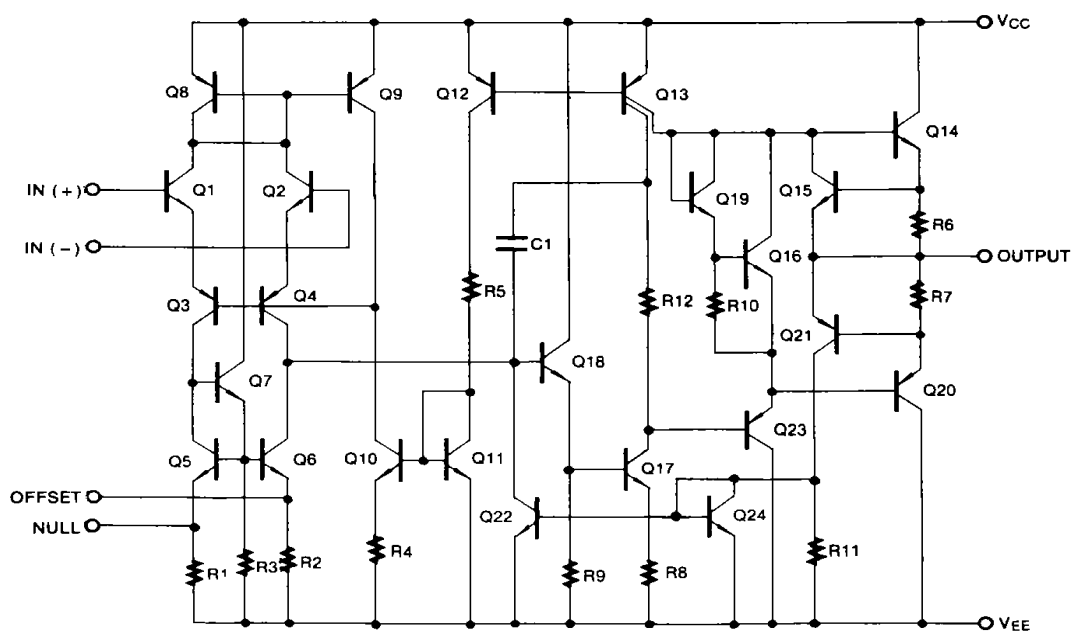 VCC
Q8
Q9
Q12
Q13
Q14
IN (+)
Q1
Q2
Q15
Q19
R6
IN (-)
C1
Q16
OUTPUT
Q3
Q4
R5
R12
R10
R7
Q21
Q7
Q18
Q20
Q5
Q6
Q10
Q11
Q17
Q23
OFFSET
NULL
Q22
Q24
R1
R3
R2
R4
R9
R8
R11
VEE